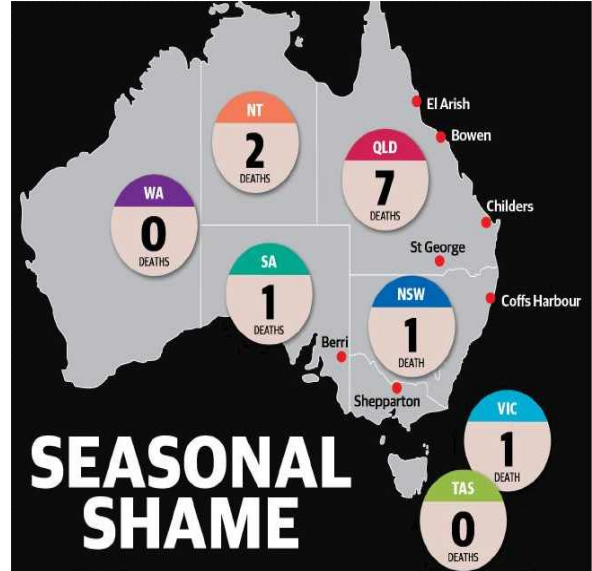 NT
2
DEATHS
QLD
7
DEATHS
WA
0
DEATHS
SA
1
DEATHS
NSW
1
DEATH
VIC
1
DEATH
TAS
0
DEATHS
El Arish
Bowen
Childers
St George
Coffs Harbour
Berri
Shepparton
SEASONAL
SHAME